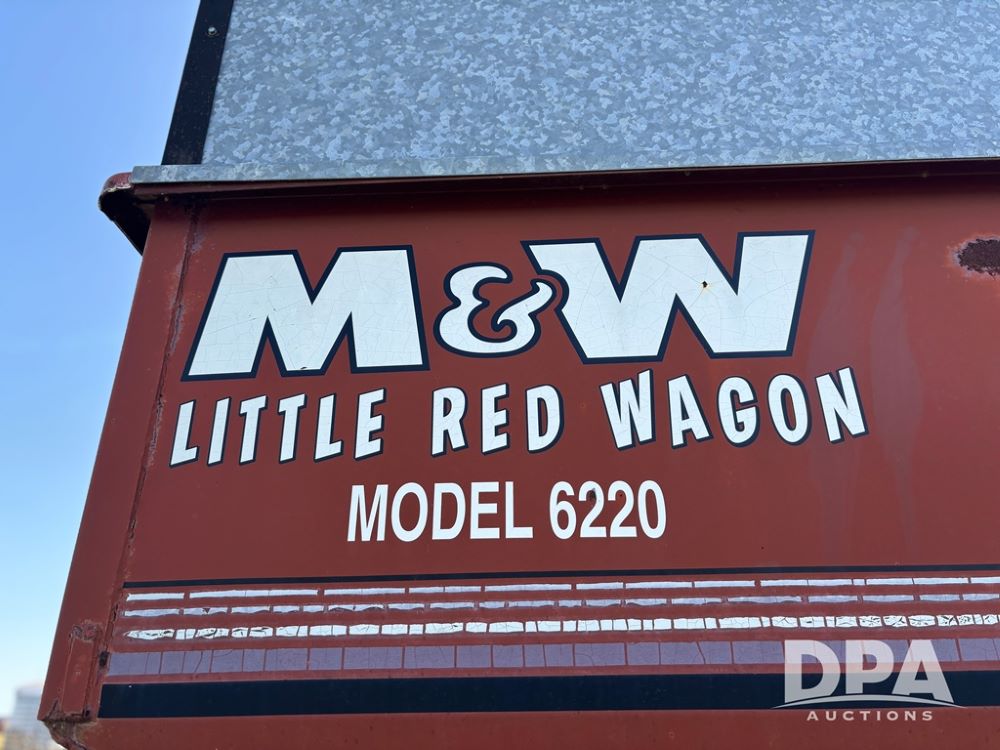 M&W
LITTLE RED WAGON
MODEL 6220
DPA
AUCTIONS